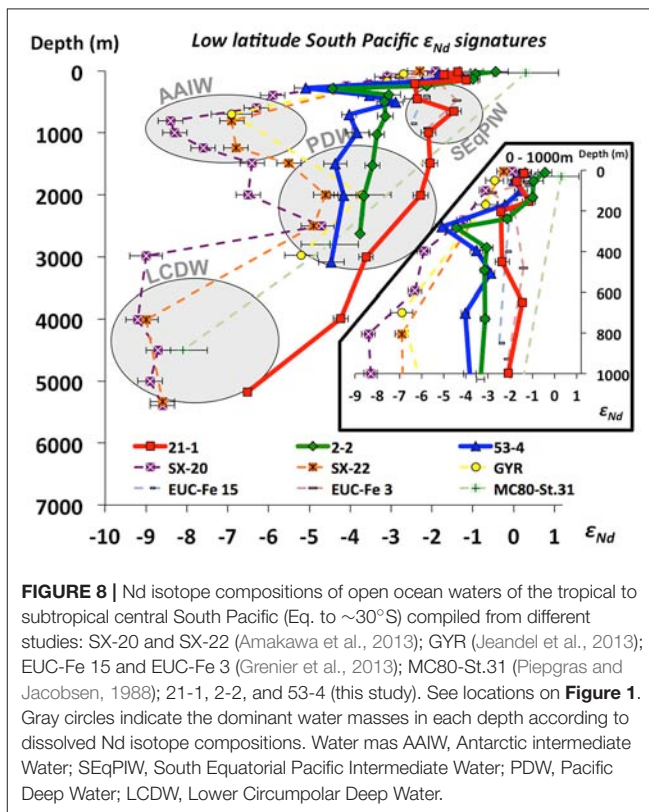 Depth (m)
Low latitude South Pacific εNd signatures
0
1000
2000
3000
4000
5000
6000
7000
AAIW
PDW
SEqPIW
LCDW
0 - 1000m
Depth (m)
0
200
400
600
800
1000
-9 -8 -7 -6 -5 -4 -3 -2 -1 0 1
εNd
21-1 2-2 53-4
SX-20 SX-22 GYR
EUC-Fe 15 EUC-Fe 3 MC80-St.31
-10 -9 -8 -7 -6 -5 -4 -3 -2 -1 0 1 εNd
FIGURE 8 | Nd isotope compositions of open ocean waters of the tropical to
subtropical central South Pacific (Eq. to ~30°S) compiled from different
studies: SX-20 and SX-22 (Amakawa et al., 2013); GYR (Jeandel et al., 2013);
EUC-Fe 15 and EUC-Fe 3 (Grenier et al., 2013); MC80-St.31 (Piepgras and
Jacobsen, 1988); 21-1, 2-2, and 53-4 (this study). See locations on Figure 1.
Gray circles indicate the dominant water masses in each depth according to
dissolved Nd isotope compositions. Water mas AAIW, Antarctic intermediate
Water; SEqPIW, South Equatorial Pacific Intermediate Water; PDW, Pacific
Deep Water; LCDW, Lower Circumpolar Deep Water.